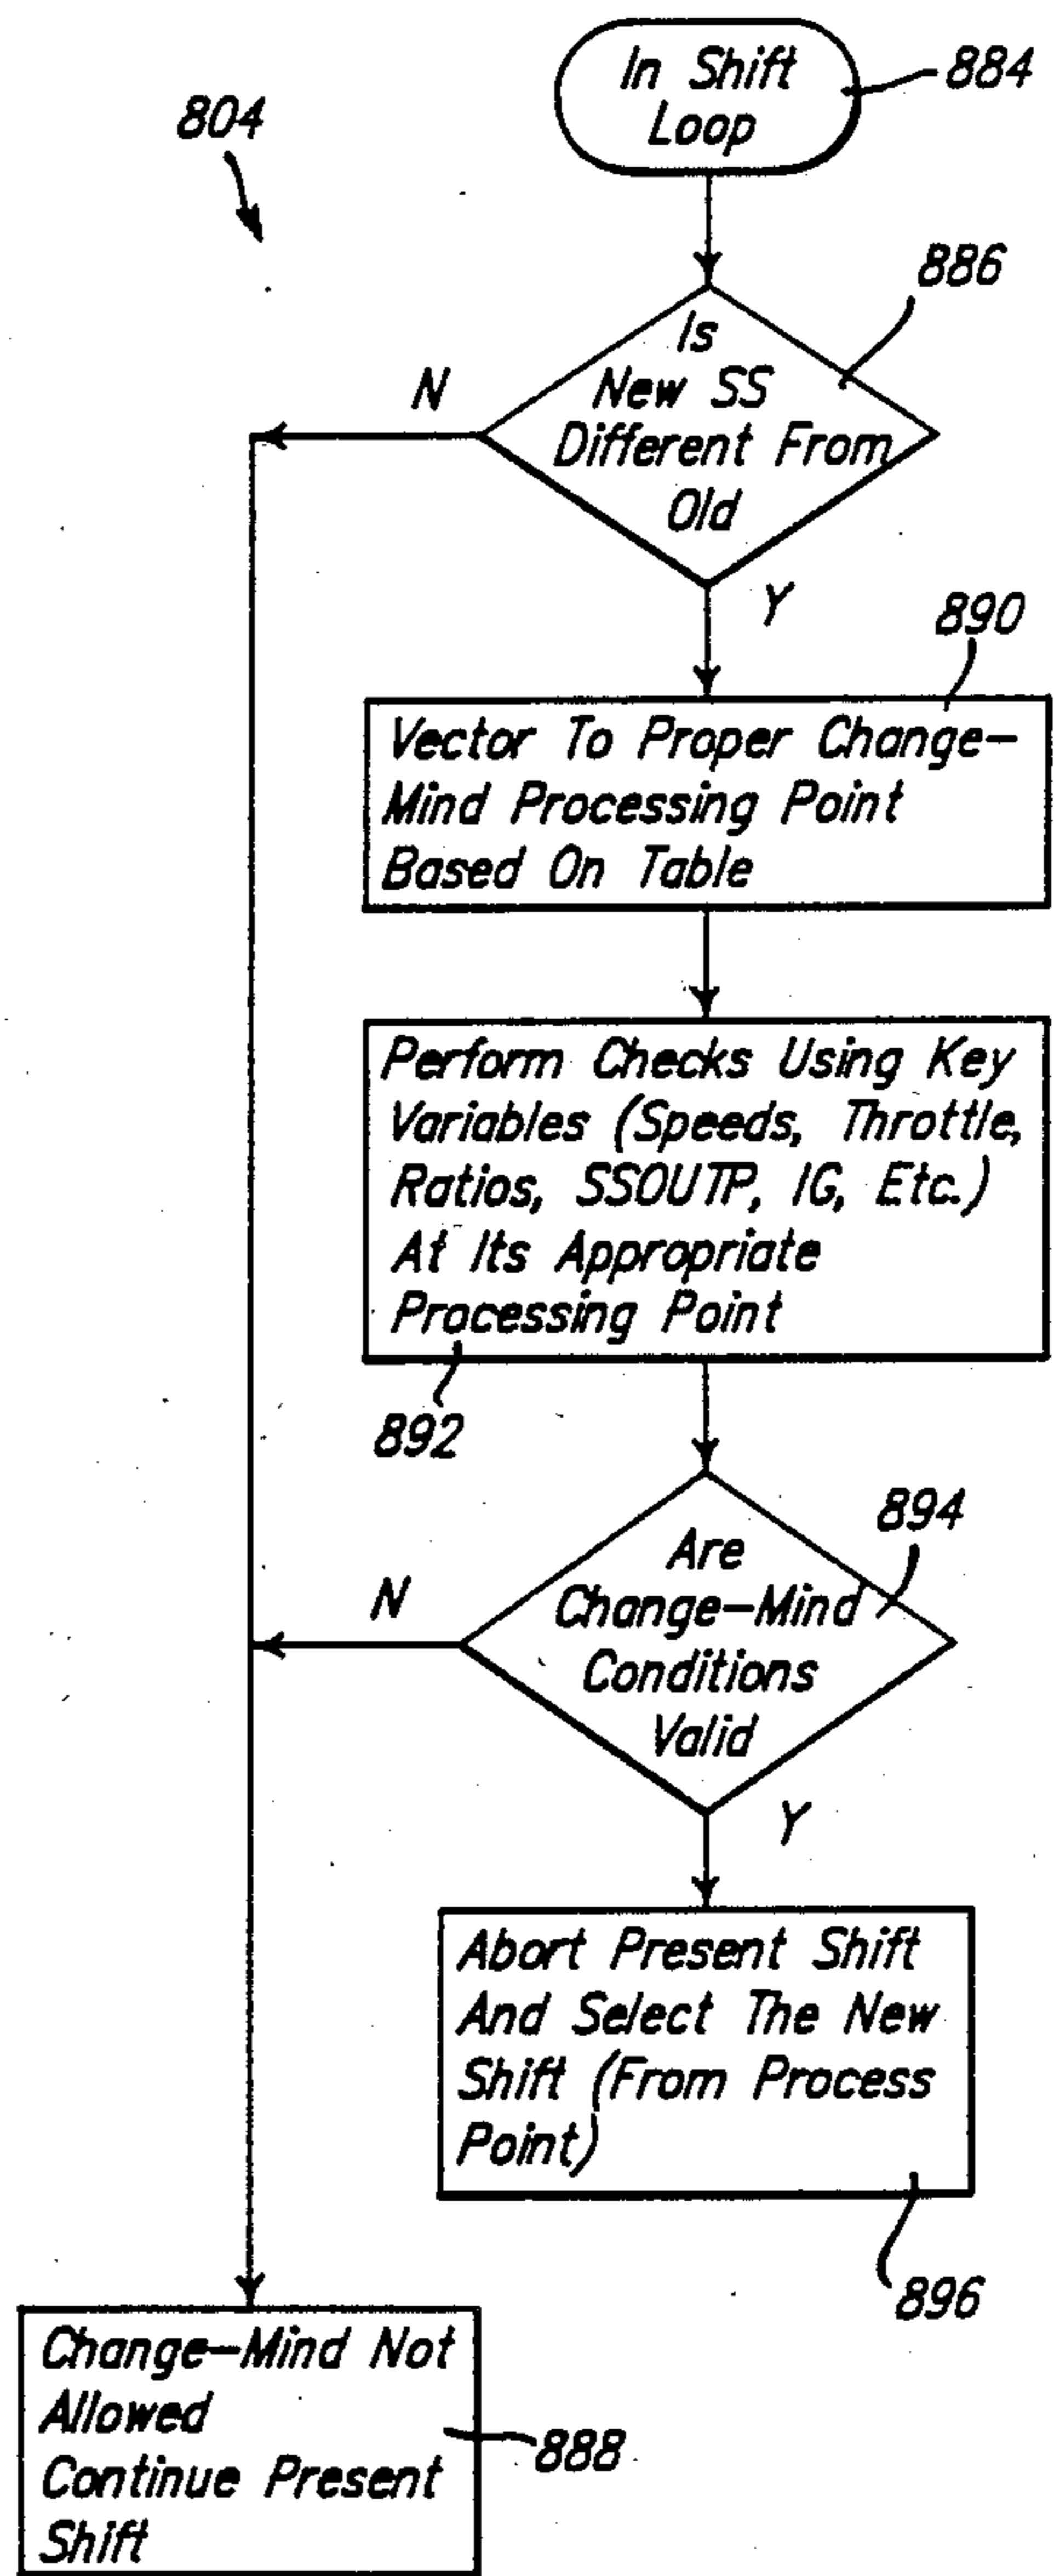 In Shift
Loop
884
804
886
Is
New SS
Different From
Old
N
Y
890
Vector To Proper Change-
Mind Processing Point
Based On Table
Perform Checks Using Key
Variables (Speeds, Throttle,
Ratios, SSOUTP, IG, Etc.)
At Its Appropriate
Processing Point
892
894
Are
Change-Mind
Conditions
Valid
N
Y
Abort Present Shift
And Select The New
Shift (From Process
Point)
896
Change-Mind Not
Allowed
Continue Present
Shift
888